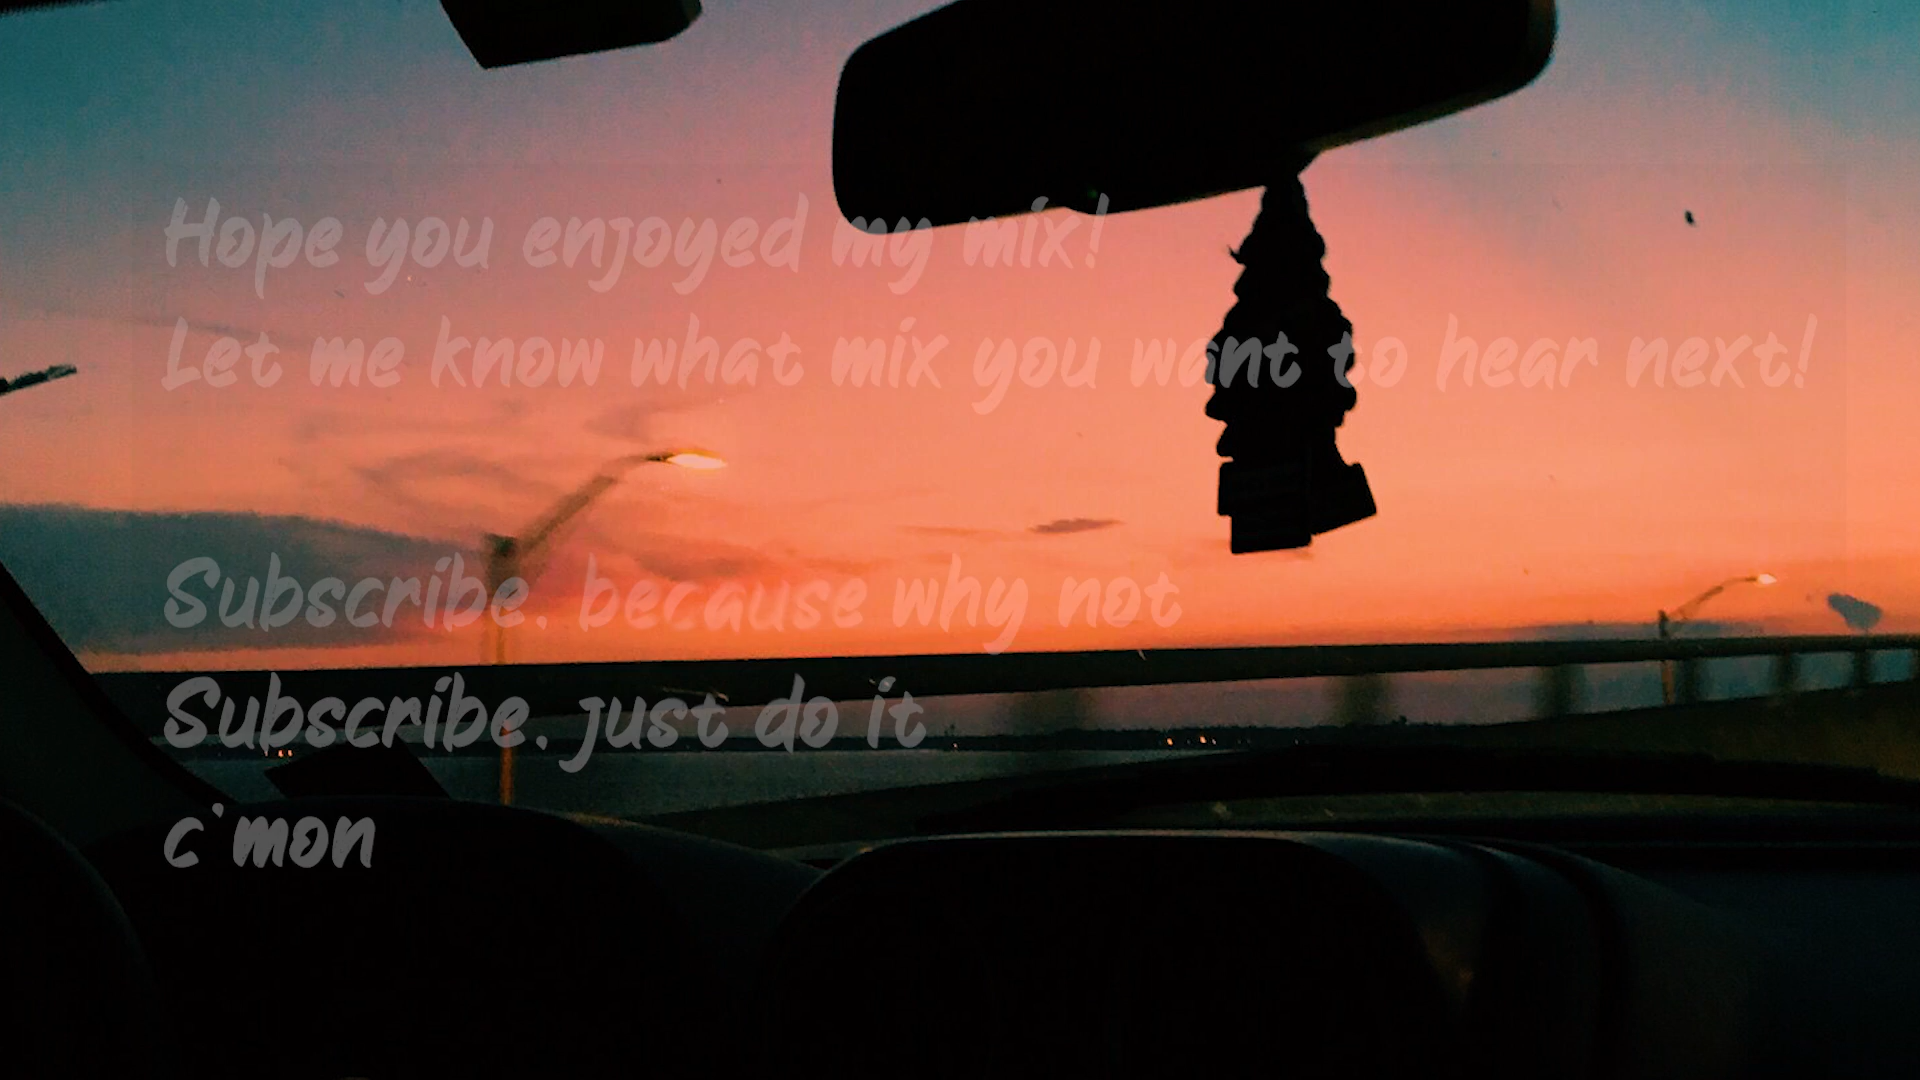 Hope you enjoyed my mix!
Let me know what mix you want to hear next!
Subscribe, because why not
Subscribe, just do it
c'mon